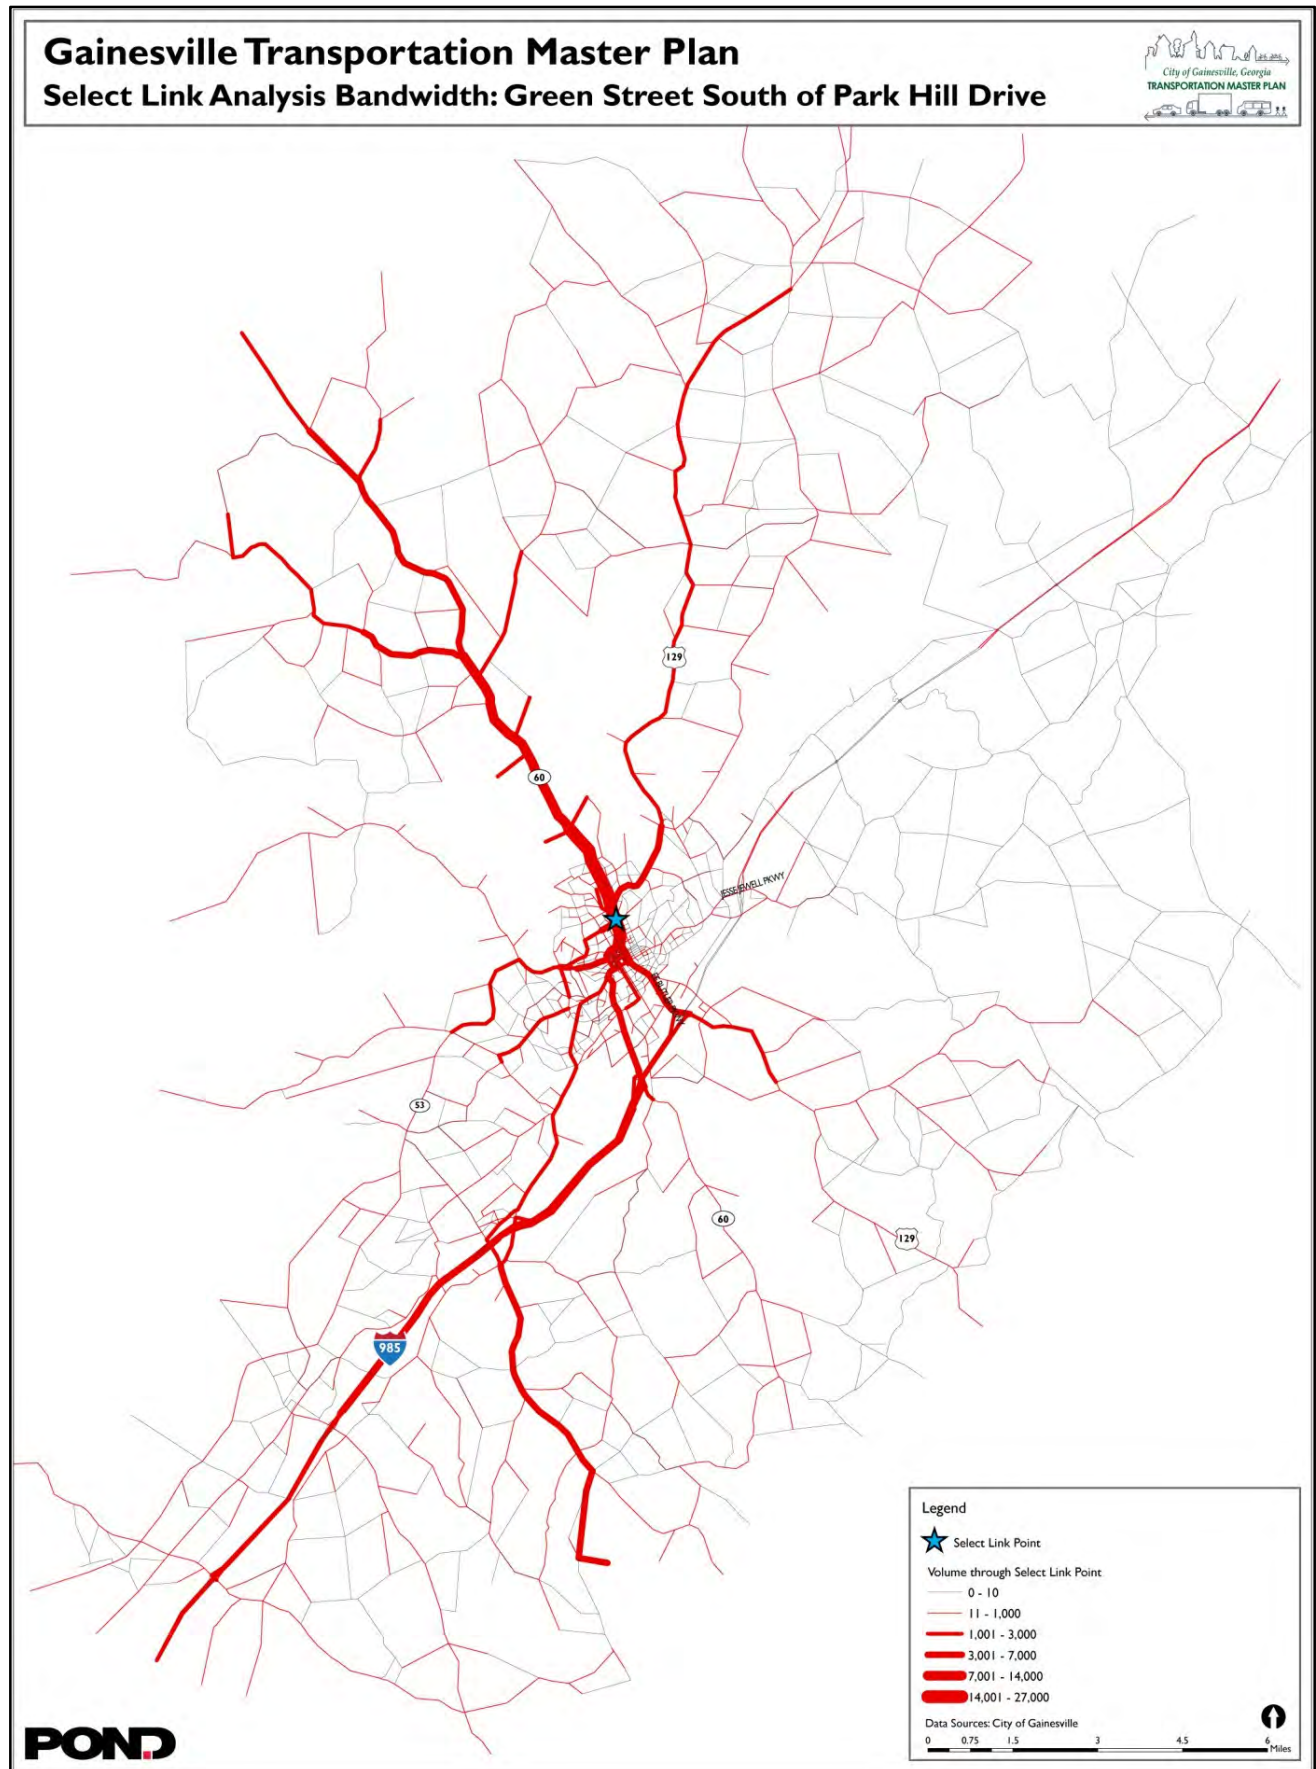 Gainesville Transportation Master Plan
Select Link Analysis Bandwidth: Green Street South of Park Hill Drive
City of Gainesville, Georgia
TRANSPORTATION MASTER PLAN
129
60
JESSE JEWELL PKWY
53
60
129
985
Legend
Select Link Point
Volume through Select Link Point
0 - 10
11 - 1,000
1,001 - 3,000
3,001 - 7,000
7,001 - 14,000
14,001 - 27,000
Data Sources: City of Gainesville
0 0.75 1.5 3 4.5 6
Miles
POND